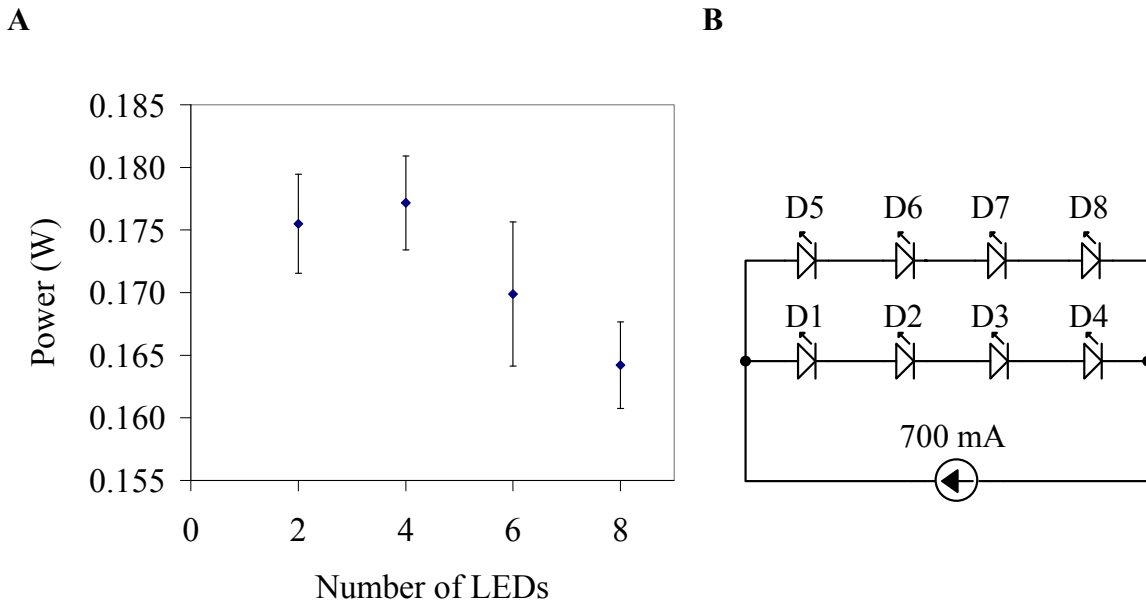 A
B
0.185
0.180
0.175
0.170
0.165
0.160
0.155
Power (W)
0 2 4 6 8
Number of LEDs
D5 D6 D7 D8
D1 D2 D3 D4
700 mA